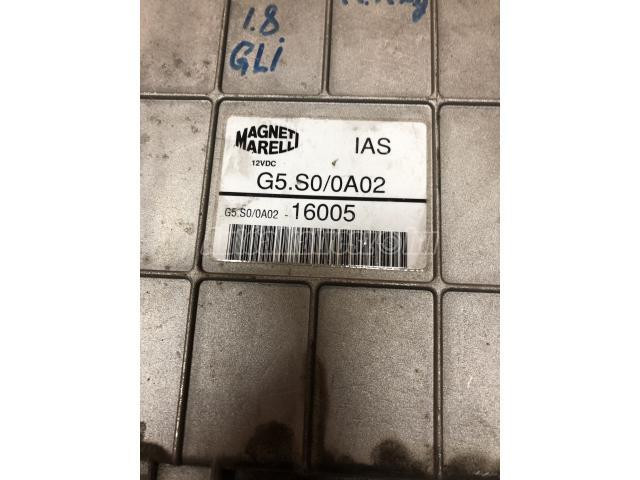 1.8
GLi
MAGNETI
MARELLI
IAS
12VDC
G5.S0/0A02
G5.S0/0A02 - 16005